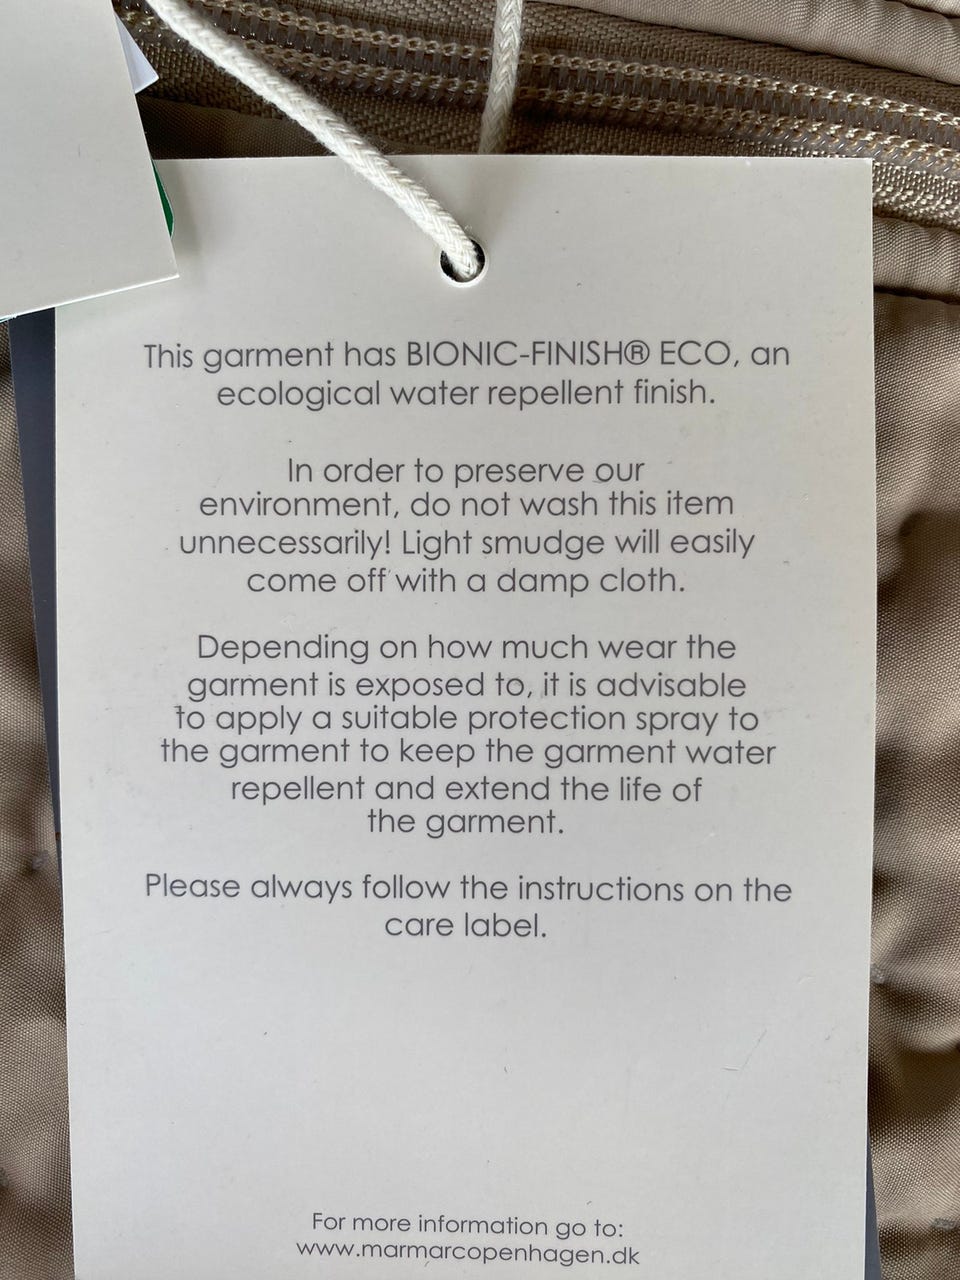 This garment has BIONIC-FINISH® ECO, an
ecological water repellent finish.
In order to preserve our
environment, do not wash this item
unnecessarily! Light smudge will easily
come off with a damp cloth.
Depending on how much wear the
garment is exposed to, it is advisable
to apply a suitable protection spray to
the garment to keep the garment water
repellent and extend the life of
the garment.
Please always follow the instructions on the
care label.
For more information go to:
www.marmarcopenhagen.dk